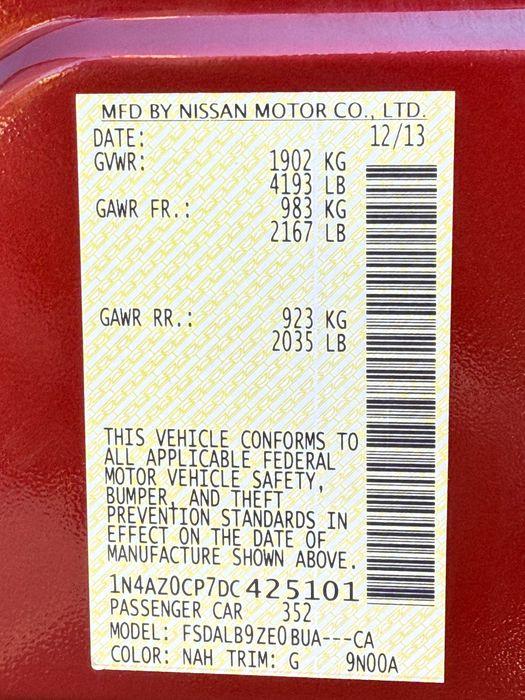 MFD BY NISSAN MOTOR CO., LTD.
DATE: 12/13
GVWR: 1902 KG
4193 LB
GAWR FR.: 983 KG
2167 LB
GAWR RR.: 923 KG
2035 LB
THIS VEHICLE CONFORMS TO
ALL APPLICABLE FEDERAL
MOTOR VEHICLE SAFETY,
BUMPER, AND THEFT
PREVENTION STANDARDS IN
EFFECT ON THE DATE OF
MANUFACTURE SHOWN ABOVE.
1N4AZ0CP7DC425101
PASSENGER CAR 352
MODEL: FSDALB9ZE0BUA---CA
COLOR: NAH TRIM: G 9N00A